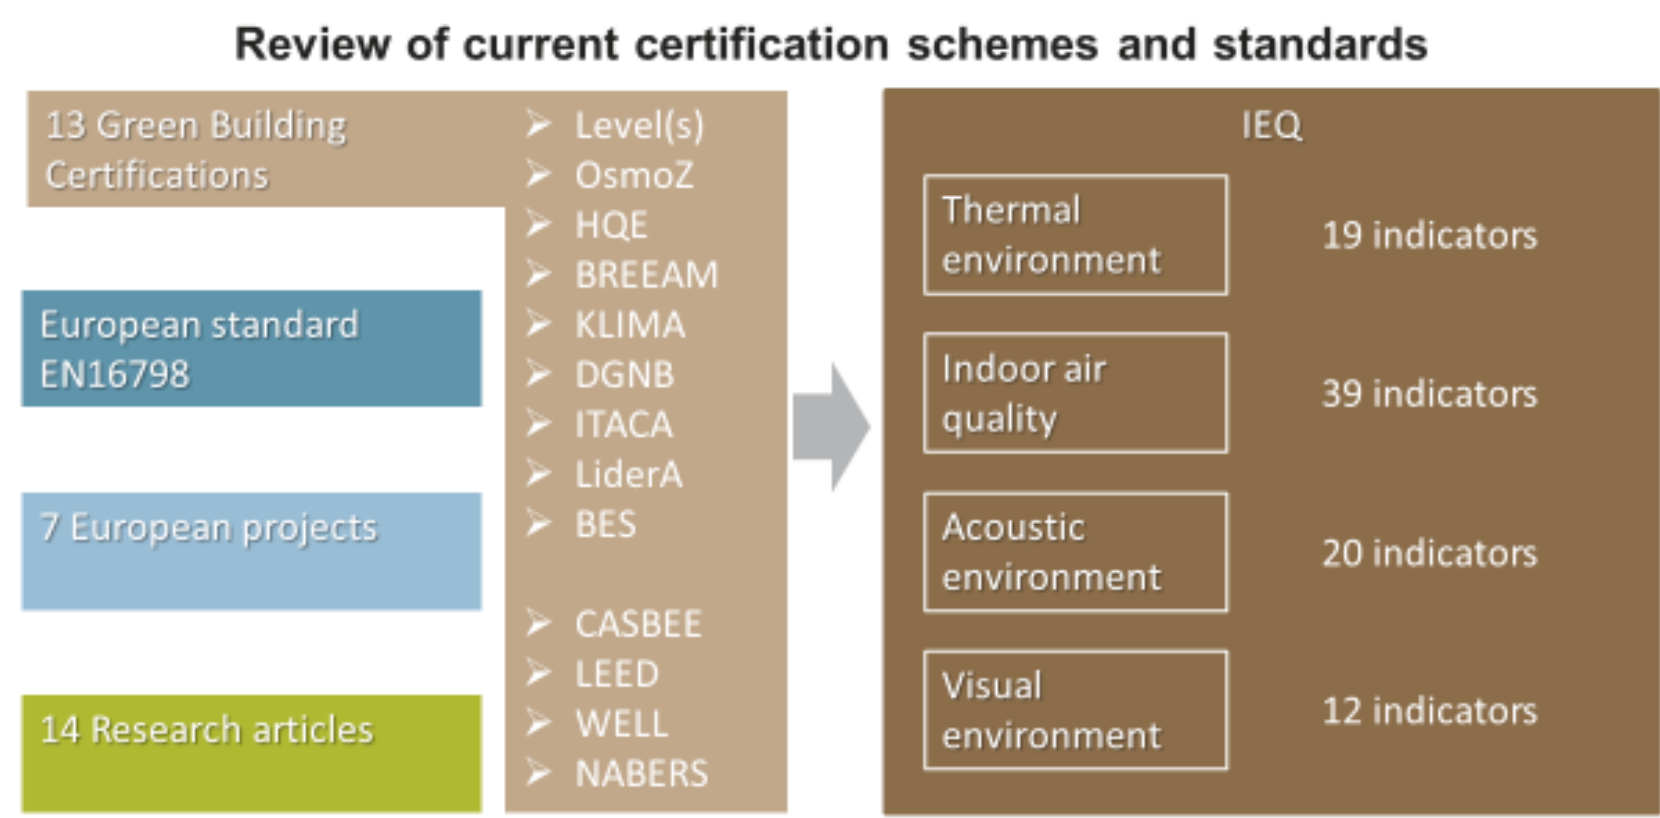 Review of current certification schemes and standards
13 Green Building
Certifications
European standard
EN16798
7 European projects
14 Research articles
Level(s)
OsmoZ
HQE
BREEAM
KLIMA
DGNB
ITACA
LiderA
BES
CASBEE
LEED
WELL
NABERS
IEQ
Thermal
environment
19 indicators
Indoor air
quality
39 indicators
Acoustic
environment
20 indicators
Visual
environment
12 indicators